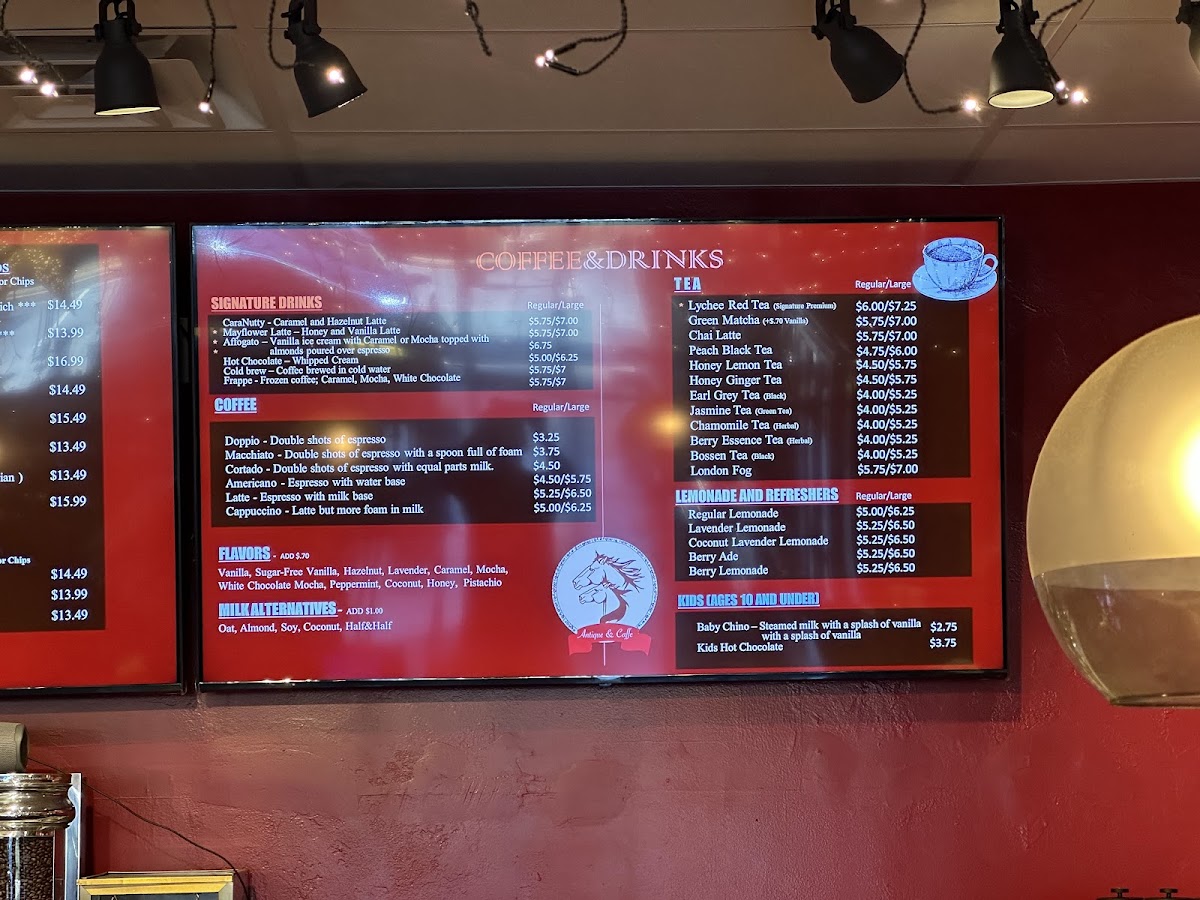 OS
or Chips
ich *** $14.49
*** $13.99
$16.99
$14.49
$15.49
$13.49
ian ) $13.49
$15.99
or Chips
$14.49
$13.99
$13.49
COFFEE&DRINKS
SIGNATURE DRINKS Regular/Large
CaraNutty - Caramel and Hazelnut Latte $5.75/$7.00
Mayflower Latte – Honey and Vanilla Latte $5.75/$7.00
* Affogato – Vanilla ice cream with Caramel or Mocha topped with $6.75
* almonds poured over espresso
Hot Chocolate – Whipped Cream $5.00/$6.25
Cold brew – Coffee brewed in cold water $5.75/$7
Frappe - Frozen coffee; Caramel, Mocha, White Chocolate $5.75/$7
COFFEE Regular/Large
Doppio - Double shots of espresso $3.25
Macchiato - Double shots of espresso with a spoon full of foam $3.75
Cortado - Double shots of espresso with equal parts milk. $4.50
Americano - Espresso with water base $4.50/$5.75
Latte - Espresso with milk base $5.25/$6.50
Cappuccino - Latte but more foam in milk $5.00/$6.25
FLAVORS - ADD $.70
Vanilla, Sugar-Free Vanilla, Hazelnut, Lavender, Caramel, Mocha,
White Chocolate Mocha, Peppermint, Coconut, Honey, Pistachio
MILK ALTERNATIVES - ADD $1.00
Oat, Almond, Soy, Coconut, Half&Half
Antique & Coffe
TEA Regular/Large
* Lychee Red Tea (Signature Premium) $6.00/$7.25
Green Matcha (+$.70 Vanilla) $5.75/$7.00
Chai Latte $5.75/$7.00
Peach Black Tea $4.75/$6.00
Honey Lemon Tea $4.50/$5.75
Honey Ginger Tea $4.50/$5.75
Earl Grey Tea (Black) $4.00/$5.25
Jasmine Tea (Green Tea) $4.00/$5.25
Chamomile Tea (Herbal) $4.00/$5.25
Berry Essence Tea (Herbal) $4.00/$5.25
Bossen Tea (Black) $4.00/$5.25
London Fog $5.75/$7.00
LEMONADE AND REFRESHERS Regular/Large
Regular Lemonade $5.00/$6.25
Lavender Lemonade $5.25/$6.50
Coconut Lavender Lemonade $5.25/$6.50
Berry Ade $5.25/$6.50
Berry Lemonade $5.25/$6.50
KIDS (AGES 10 AND UNDER)
Baby Chino – Steamed milk with a splash of vanilla $2.75
with a splash of vanilla
Kids Hot Chocolate $3.75